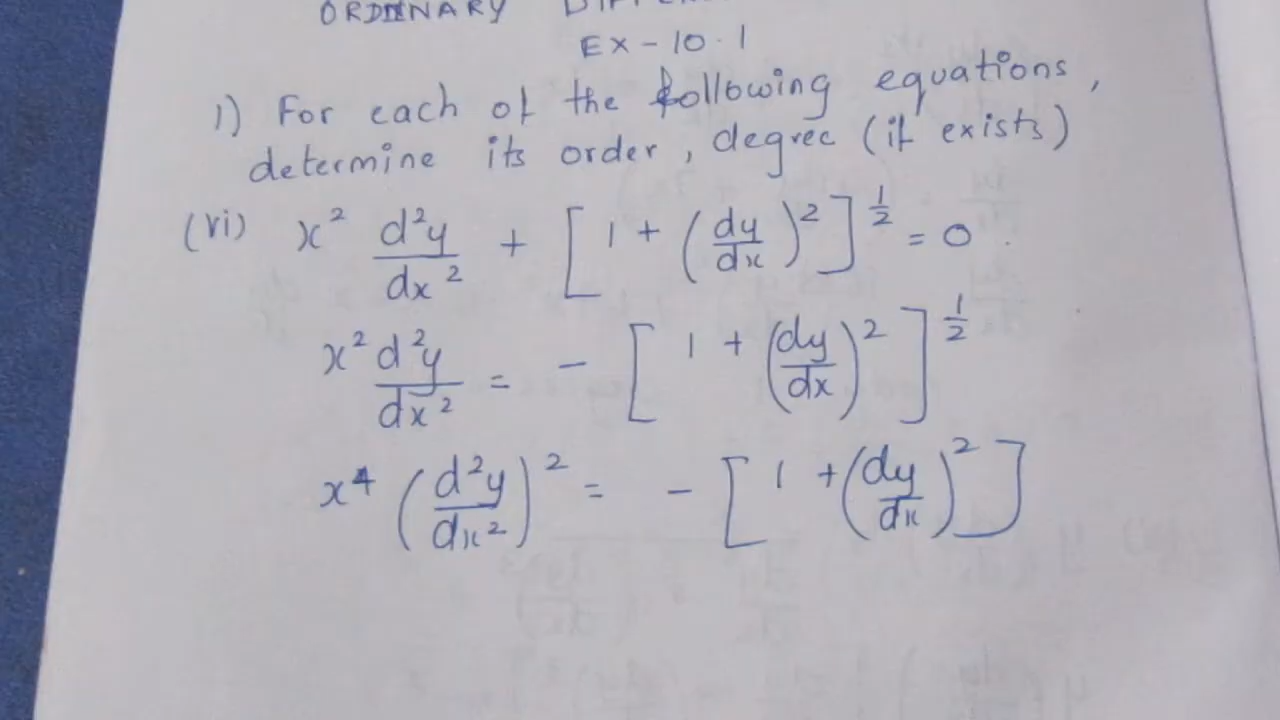 ORDINARY
EX - 10.1
1) For each of the following equations,
determine its order, degree (if exists)
(vi) x² d²y/dx² + [1 + (dy/dx)²]^½ = 0.
x² d²y/dx² = - [1 + (dy/dx)²]^½
x⁴ (d²y/dx²)² = - [1 + (dy/dx)²]